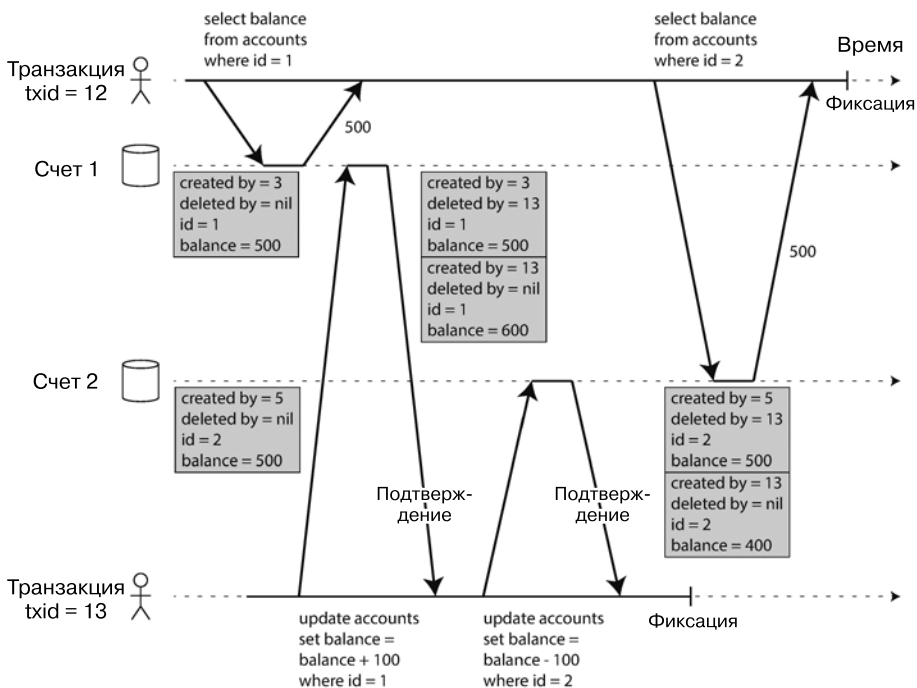 select balance
from accounts
where id = 1
select balance
from accounts
where id = 2
Время
Транзакция
txid = 12
Фиксация
500
Счет 1
created by = 3
deleted by = nil
id = 1
balance = 500
created by = 3
deleted by = 13
id = 1
balance = 500
created by = 13
deleted by = nil
id = 1
balance = 600
500
Счет 2
created by = 5
deleted by = nil
id = 2
balance = 500
created by = 5
deleted by = 13
id = 2
balance = 500
created by = 13
deleted by = nil
id = 2
balance = 400
Подтверж-
дение
Подтверж-
дение
Транзакция
txid = 13
update accounts
set balance =
balance + 100
where id = 1
update accounts
set balance =
balance - 100
where id = 2
Фиксация